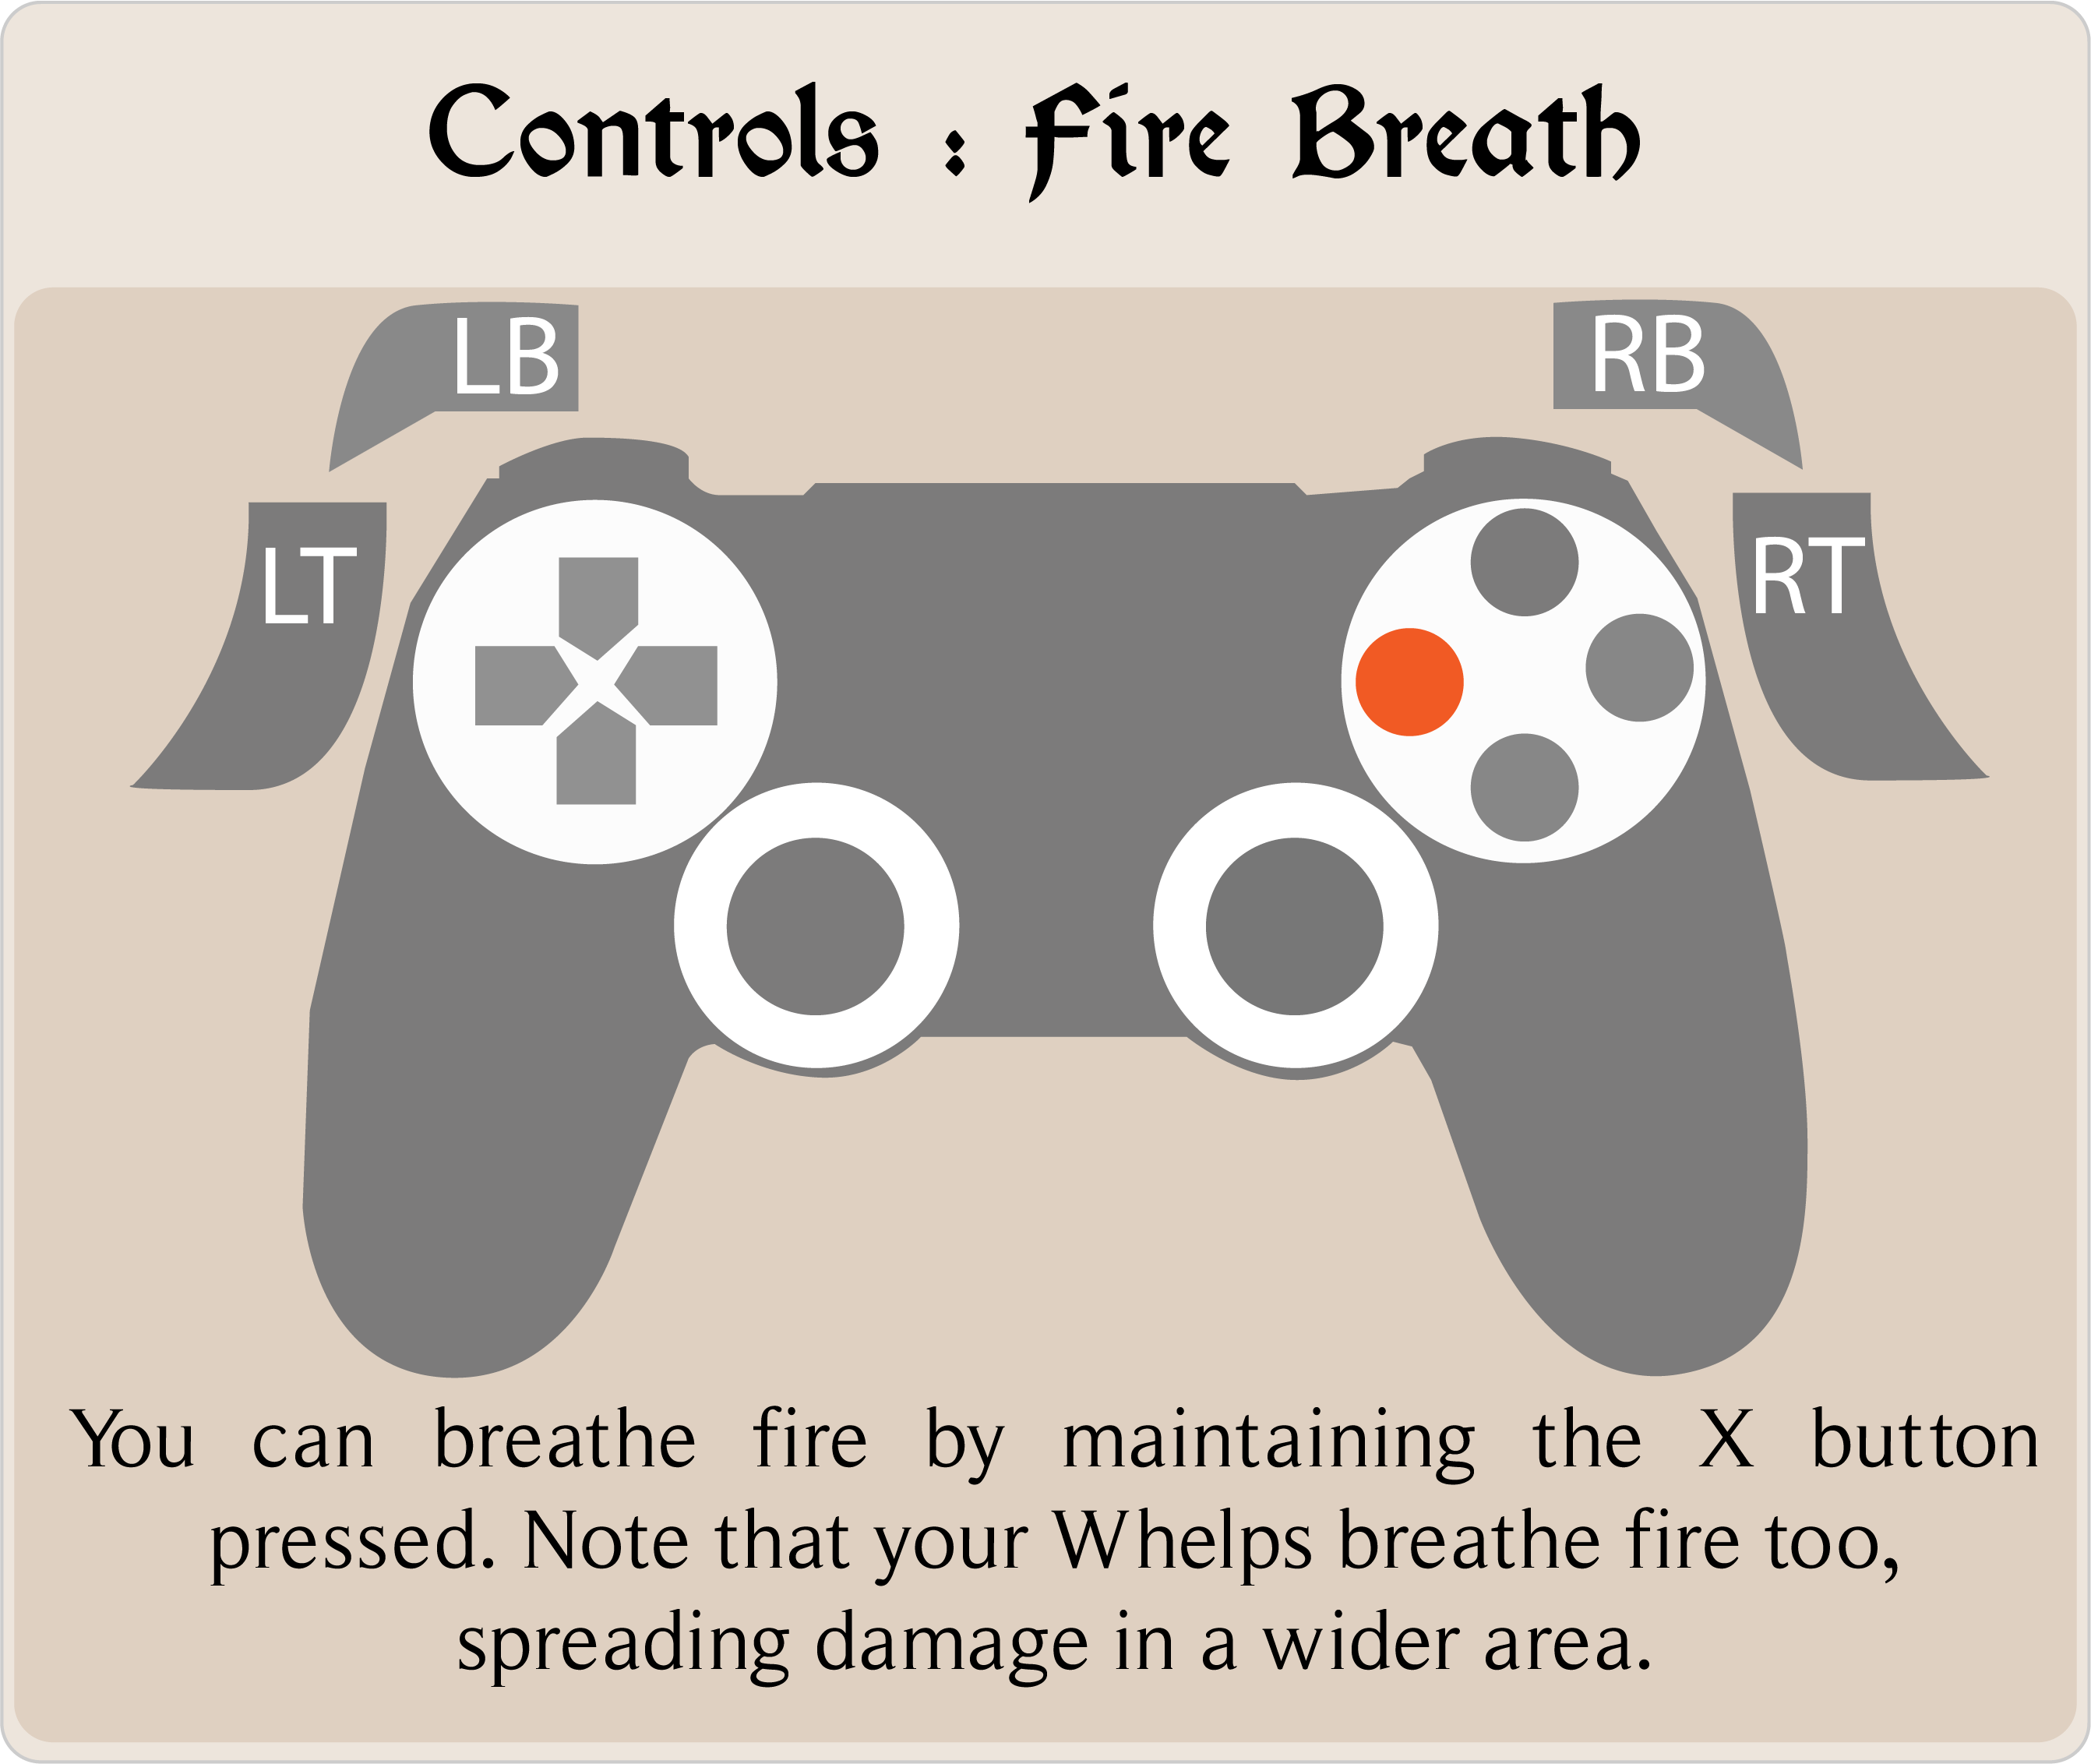 Controls : Fire Breath
LB
RB
LT
RT
You can breathe fire by maintaining the X button
pressed. Note that your Whelps breathe fire too,
spreading damage in a wider area.